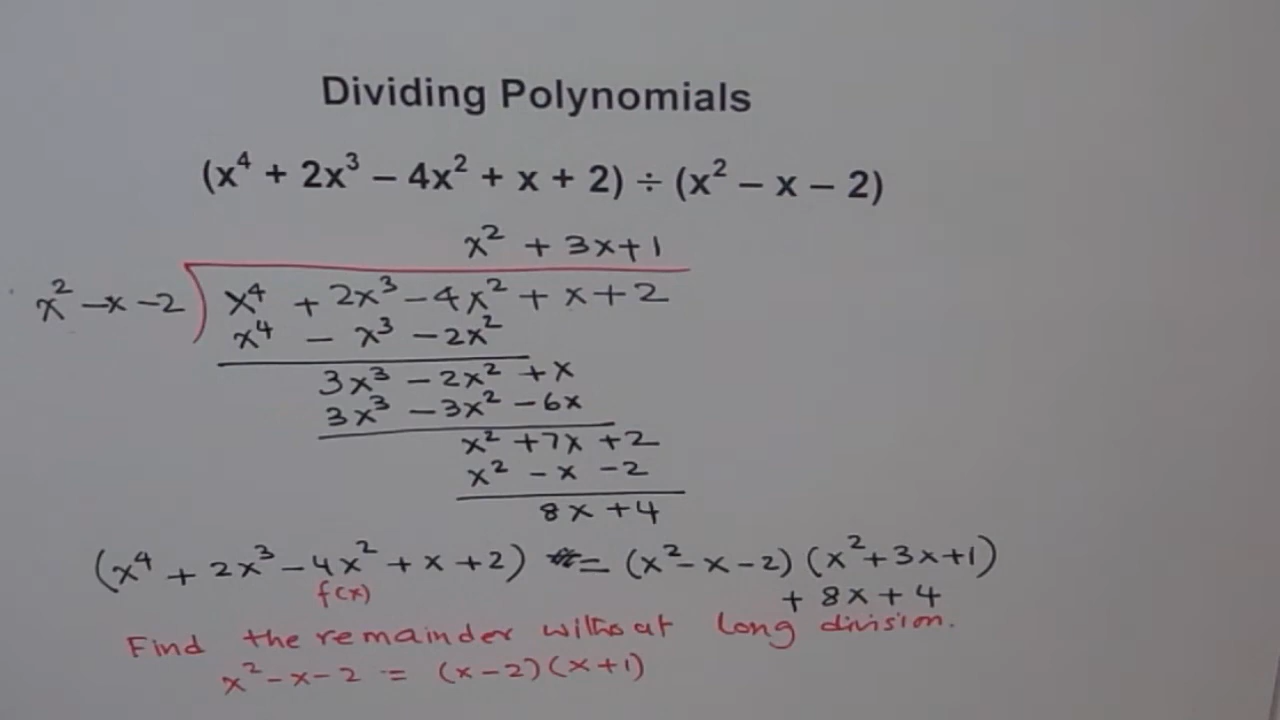 Dividing Polynomials
(x⁴ + 2x³ – 4x² + x + 2) ÷ (x² – x – 2)
x² + 3x+1
x² –x –2 ) x⁴ + 2x³ – 4x² + x + 2
x⁴ – x³ – 2x²
3x³ – 2x² + x
3x³ – 3x² – 6x
x² + 7x + 2
x² – x – 2
8x + 4
(x⁴ + 2x³ – 4x² + x + 2) = (x² – x – 2) (x² + 3x + 1)
f(x)
+ 8x + 4
Find the remainder without long division.
x² – x – 2 = (x – 2) (x + 1)